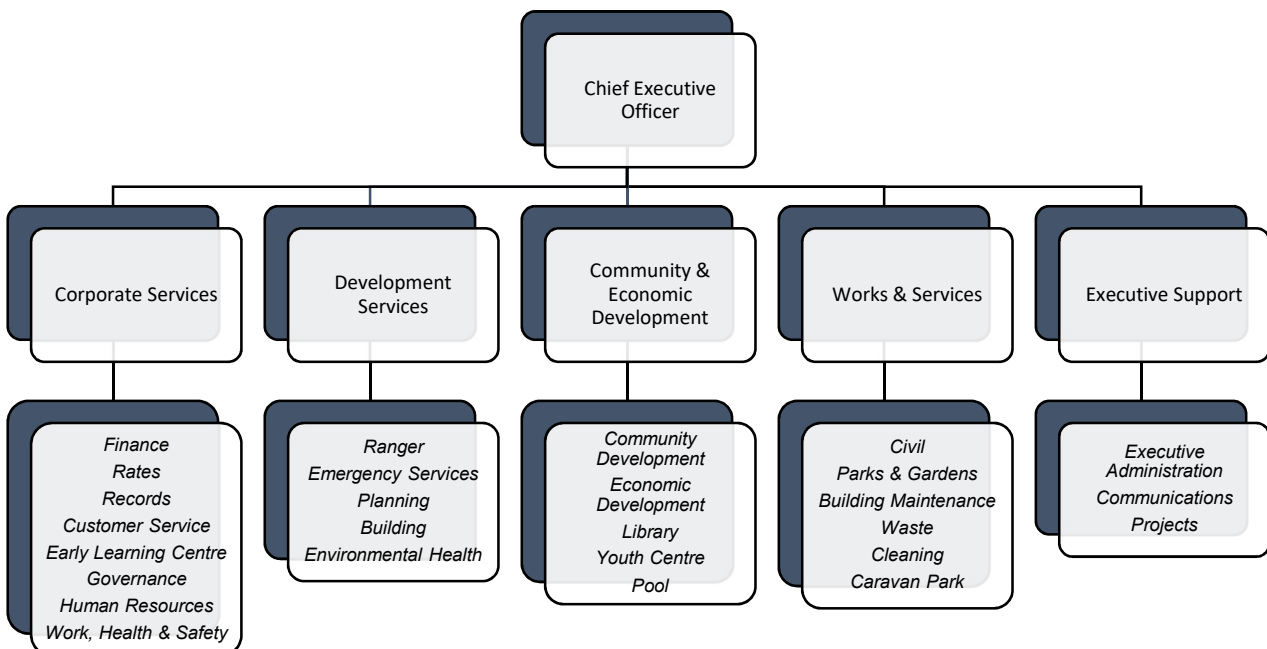 Chief Executive
Officer
Corporate Services
Development
Services
Community &
Economic
Development
Works & Services
Executive Support
Finance
Rates
Records
Customer Service
Early Learning Centre
Governance
Human Resources
Work, Health & Safety
Ranger
Emergency Services
Planning
Building
Environmental Health
Community
Development
Economic
Development
Library
Youth Centre
Pool
Civil
Parks & Gardens
Building Maintenance
Waste
Cleaning
Caravan Park
Executive
Administration
Communications
Projects